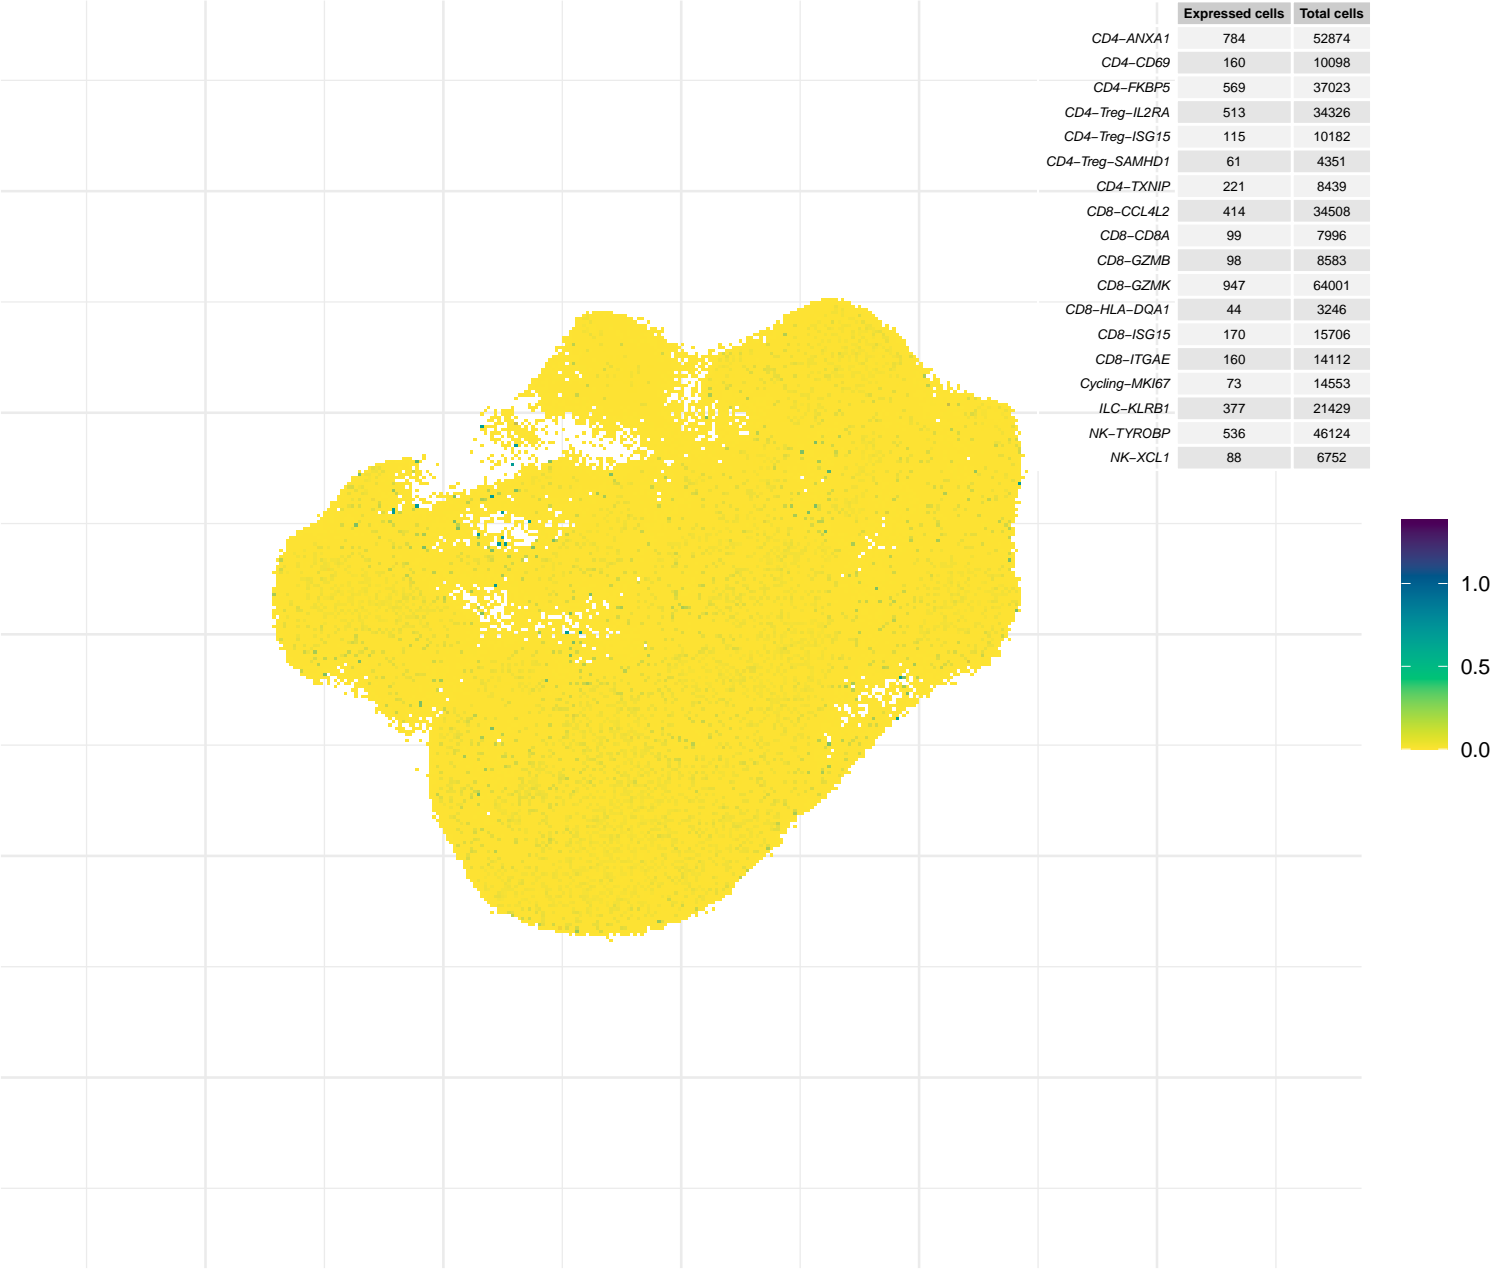 Expressed cells Total cells
CD4−ANXA1 784 52874
CD4−CD69 160 10098
CD4−FKBP5 569 37023
CD4−Treg−IL2RA 513 34326
CD4−Treg−ISG15 115 10182
CD4−Treg−SAMHD1 61 4351
CD4−TXNIP 221 8439
CD8−CCL4L2 414 34508
CD8−CD8A 99 7996
CD8−GZMB 98 8583
CD8−GZMK 947 64001
CD8−HLA−DQA1 44 3246
CD8−ISG15 170 15706
CD8−ITGAE 160 14112
Cycling−MKI67 73 14553
ILC−KLRB1 377 21429
NK−TYROBP 536 46124
NK−XCL1 88 6752
1.0
0.5
0.0